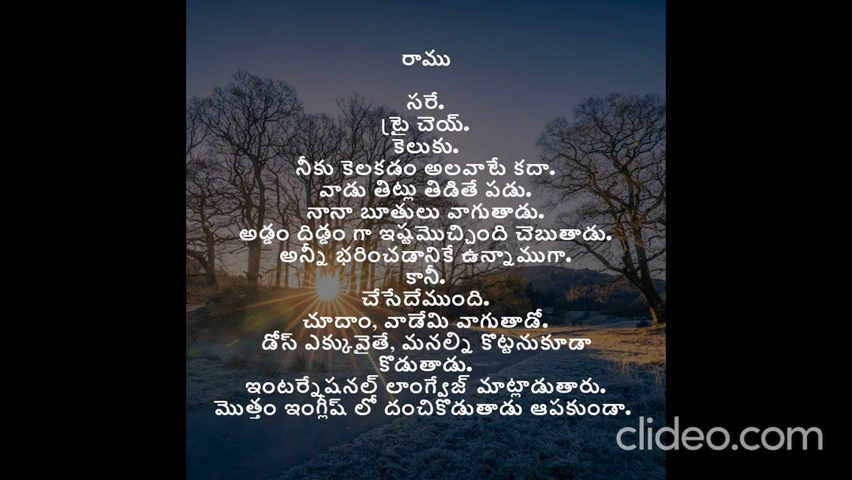 రాము
సరే.
ట్రై చెయ్.
కెలుకు.
నీకు కెలకడం అలవాటే కదా.
వాడు తిట్లు తిడితే పడు.
నానా బూతులు వాగుతాడు.
అడ్డం దిడ్డం గా ఇష్టమొచ్చింది చెబుతాడు.
అన్నీ భరించడానికే ఉన్నాముగా.
కానీ.
చేసేదేముంది.
చూదాం, వాడేమి వాగుతాడో.
డోస్ ఎక్కువైతే, మనల్ని కొట్టనుకూడా
కొడుతాడు.
ఇంటర్నేషనల్ లాంగ్వేజ్ మాట్లాడుతారు.
మొత్తం ఇంగ్లీష్ లో దంచికొడుతాడు ఆపకుండా.
clideo.com